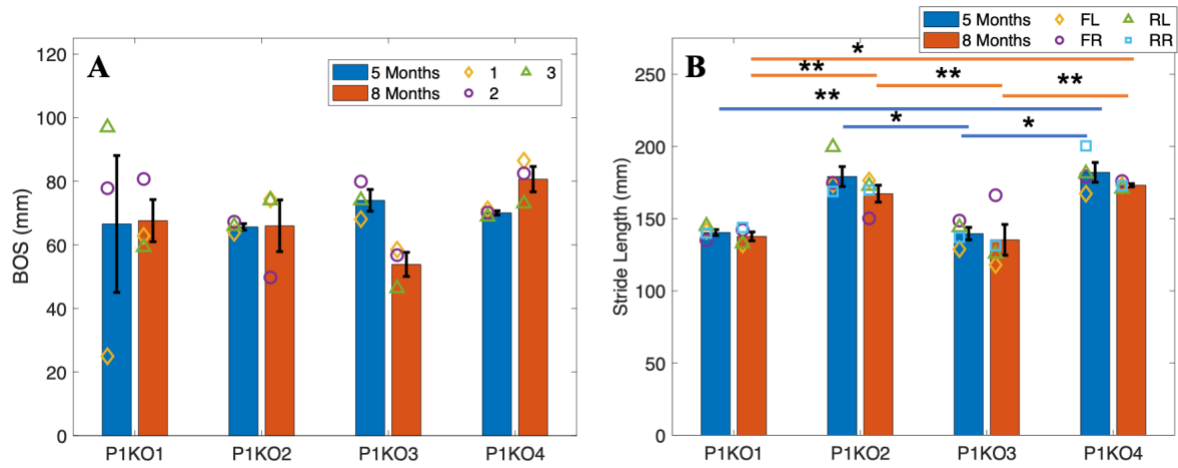 A
BOS (mm)
120
100
80
60
40
20
0
5 Months 1 3
8 Months 2
P1KO1 P1KO2 P1KO3 P1KO4
5 Months FL RL
8 Months FR RR
B
Stride Length (mm)
250
200
150
100
50
0
*
**
**
**
**
*
*
P1KO1 P1KO2 P1KO3 P1KO4